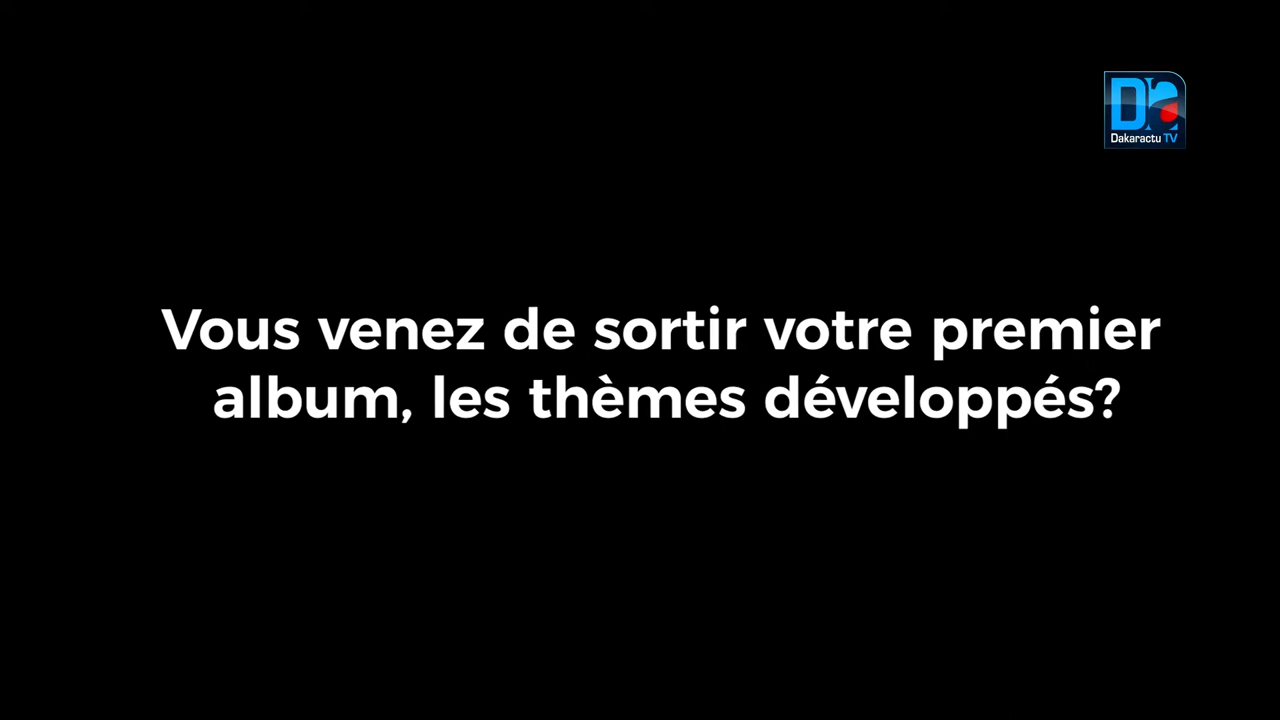 Dakaractu TV
Vous venez de sortir votre premier
album, les thèmes développés?